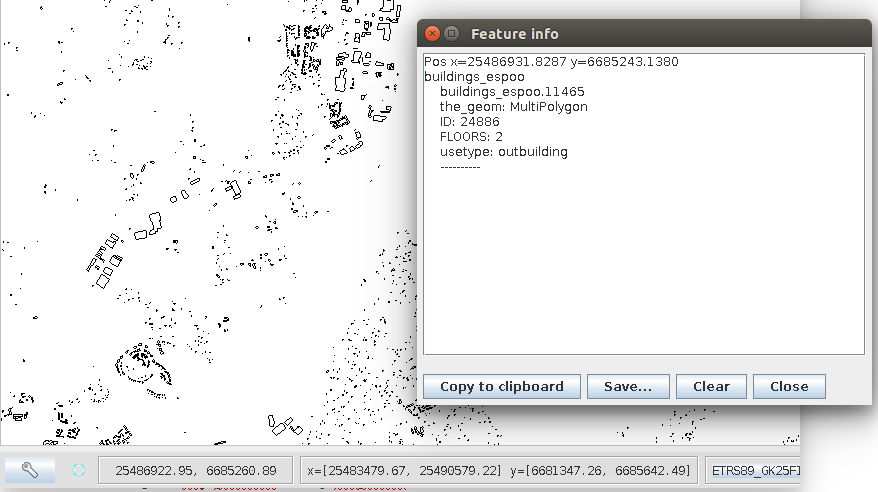 Feature info
Pos x=25486931.8287 y=6685243.1380
buildings_espoo
buildings_espoo.11465
the_geom: MultiPolygon
ID: 24886
FLOORS: 2
usetype: outbuilding
----------
Copy to clipboard Save... Clear Close
25486922.95, 6685260.89 x=[25483479.67, 25490579.22] y=[6681347.26, 6685642.49] ETRS89_GK25FI